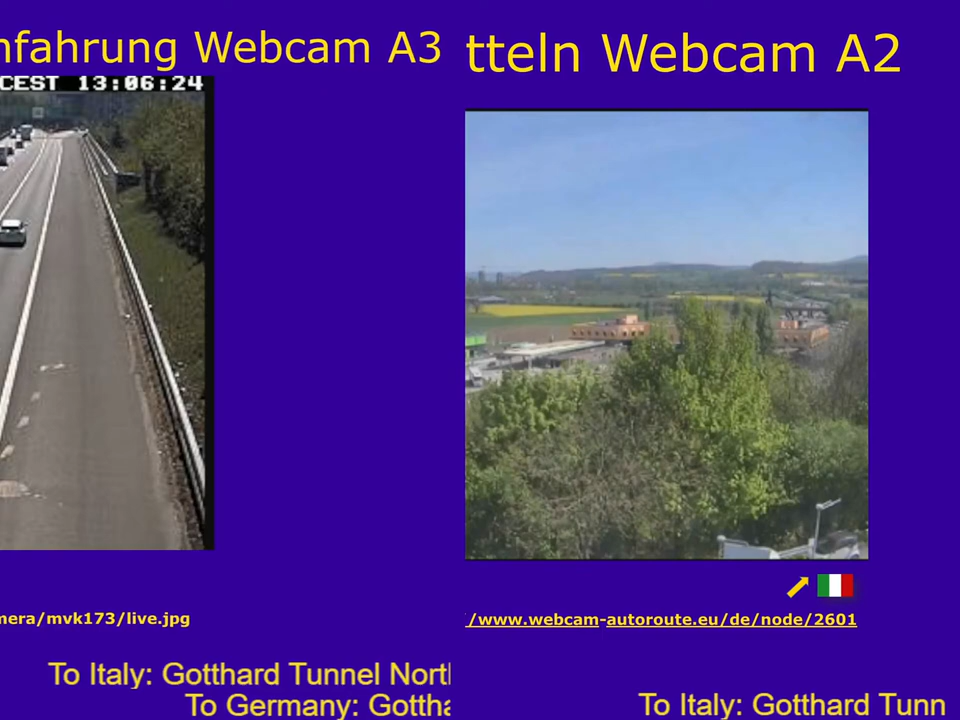 nfahrung Webcam A3
tteln Webcam A2
CEST 13:06:24
mera/mvk173/live.jpg
/www.webcam-autoroute.eu/de/node/2601
To Italy: Gotthard Tunnel Nort
To Germany: Gottha
To Italy: Gotthard Tunn